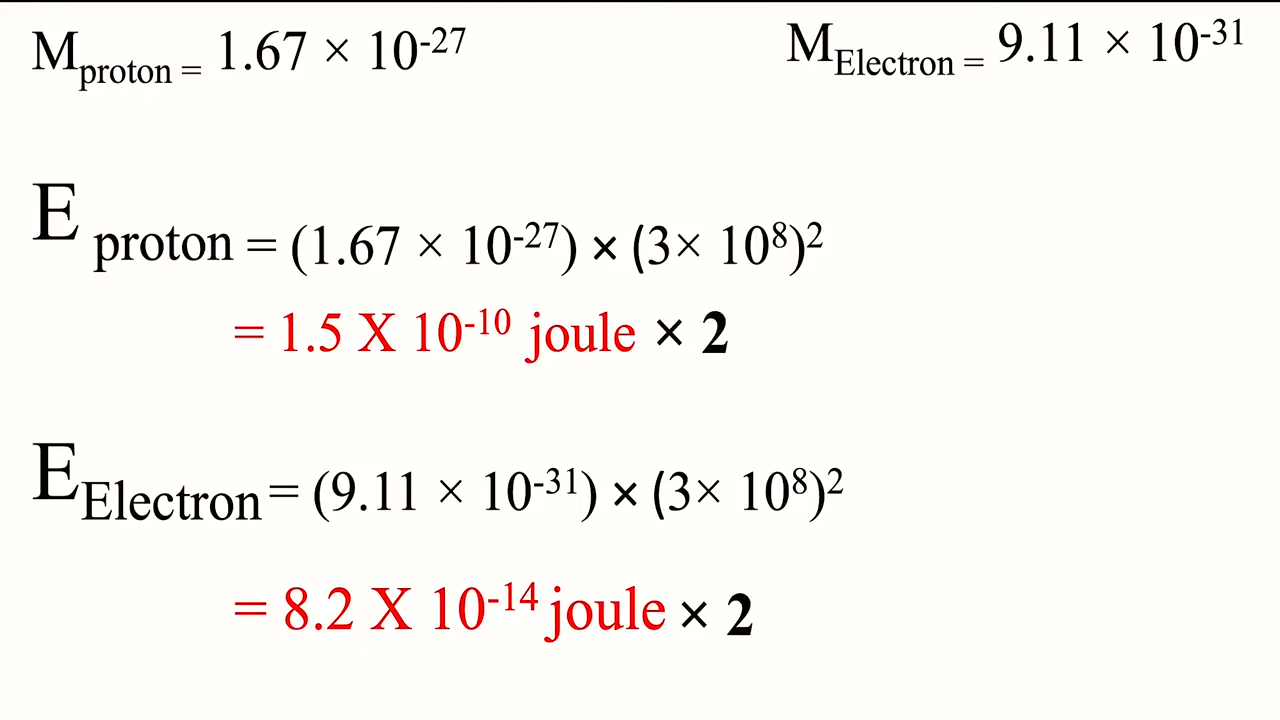 Mproton = 1.67 × 10⁻²⁷
MElectron = 9.11 × 10⁻³¹
E proton = (1.67 × 10⁻²⁷) × (3× 10⁸)²
= 1.5 X 10⁻¹⁰ joule × 2
EElectron = (9.11 × 10⁻³¹) × (3× 10⁸)²
= 8.2 X 10⁻¹⁴ joule × 2